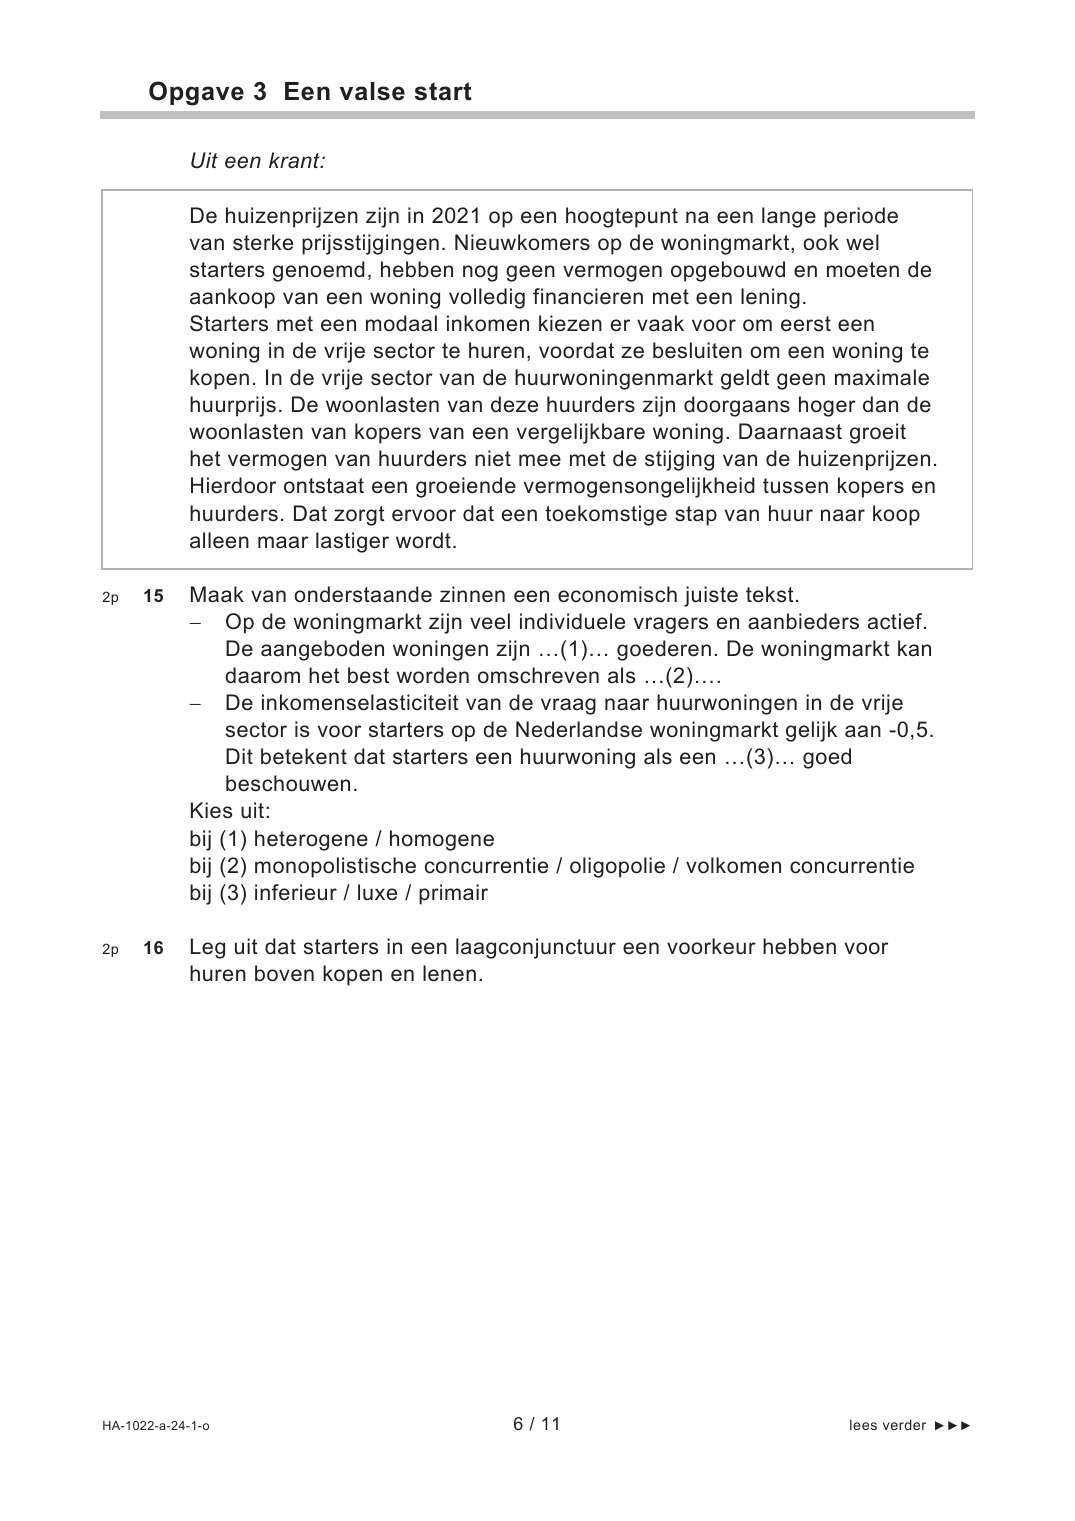 Opgave 3 Een valse start
Uit een krant:
De huizenprijzen zijn in 2021 op een hoogtepunt na een lange periode
van sterke prijsstijgingen. Nieuwkomers op de woningmarkt, ook wel
starters genoemd, hebben nog geen vermogen opgebouwd en moeten de
aankoop van een woning volledig financieren met een lening.
Starters met een modaal inkomen kiezen er vaak voor om eerst een
woning in de vrije sector te huren, voordat ze besluiten om een woning te
kopen. In de vrije sector van de huurwoningenmarkt geldt geen maximale
huurprijs. De woonlasten van deze huurders zijn doorgaans hoger dan de
woonlasten van kopers van een vergelijkbare woning. Daarnaast groeit
het vermogen van huurders niet mee met de stijging van de huizenprijzen.
Hierdoor ontstaat een groeiende vermogensongelijkheid tussen kopers en
huurders. Dat zorgt ervoor dat een toekomstige stap van huur naar koop
alleen maar lastiger wordt.
2p 15 Maak van onderstaande zinnen een economisch juiste tekst.
– Op de woningmarkt zijn veel individuele vragers en aanbieders actief.
De aangeboden woningen zijn …(1)… goederen. De woningmarkt kan
daarom het best worden omschreven als …(2)….
– De inkomenselasticiteit van de vraag naar huurwoningen in de vrije
sector is voor starters op de Nederlandse woningmarkt gelijk aan -0,5.
Dit betekent dat starters een huurwoning als een …(3)… goed
beschouwen.
Kies uit:
bij (1) heterogene / homogene
bij (2) monopolistische concurrentie / oligopolie / volkomen concurrentie
bij (3) inferieur / luxe / primair
2p 16 Leg uit dat starters in een laagconjunctuur een voorkeur hebben voor
huren boven kopen en lenen.
HA-1022-a-24-1-o 6 / 11 lees verder ►►►